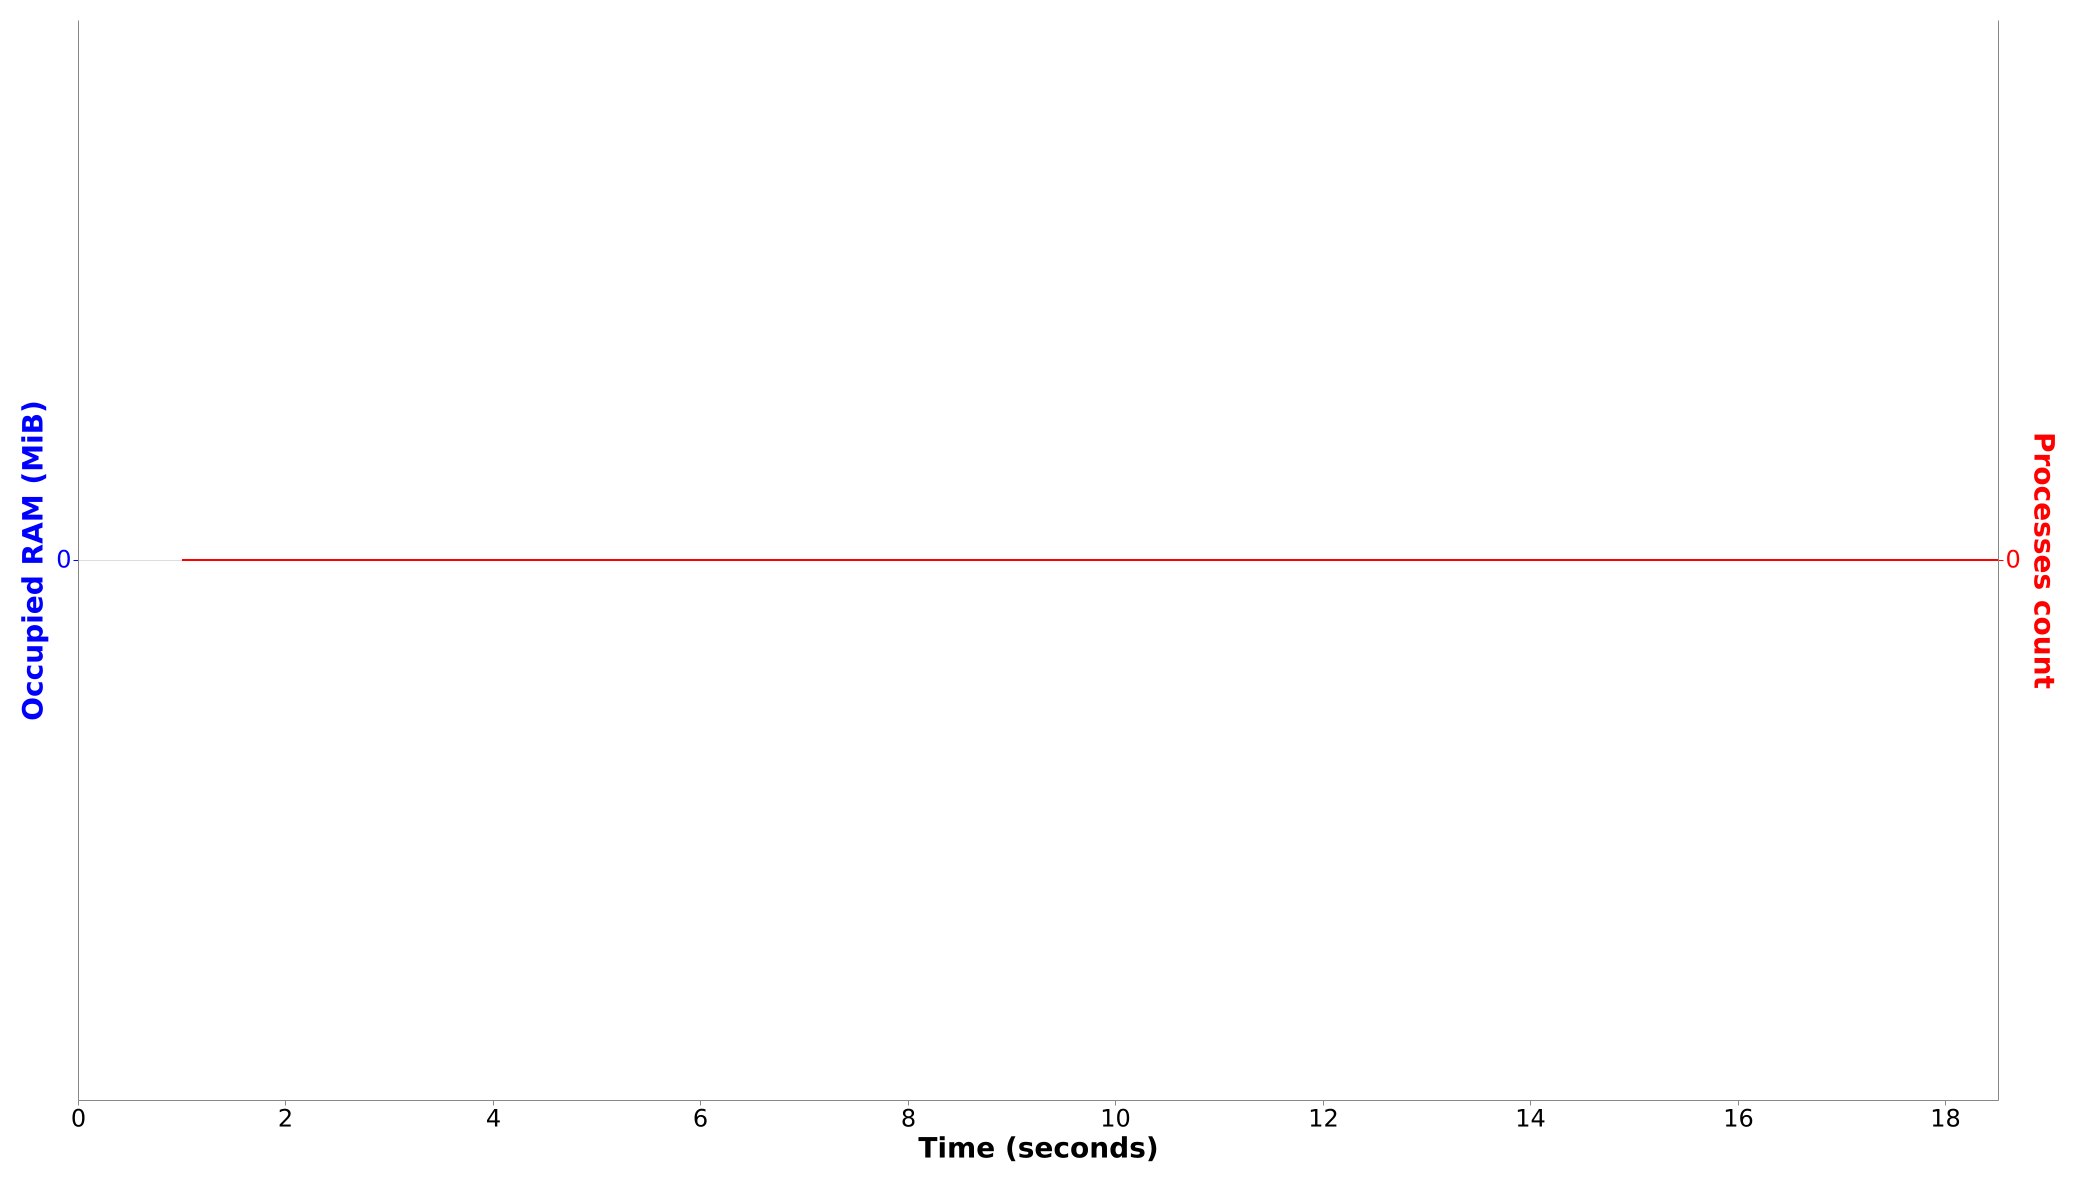 Occupied RAM (MiB)
0
0
Processes count
0 2 4 6 8 10 12 14 16 18
Time (seconds)